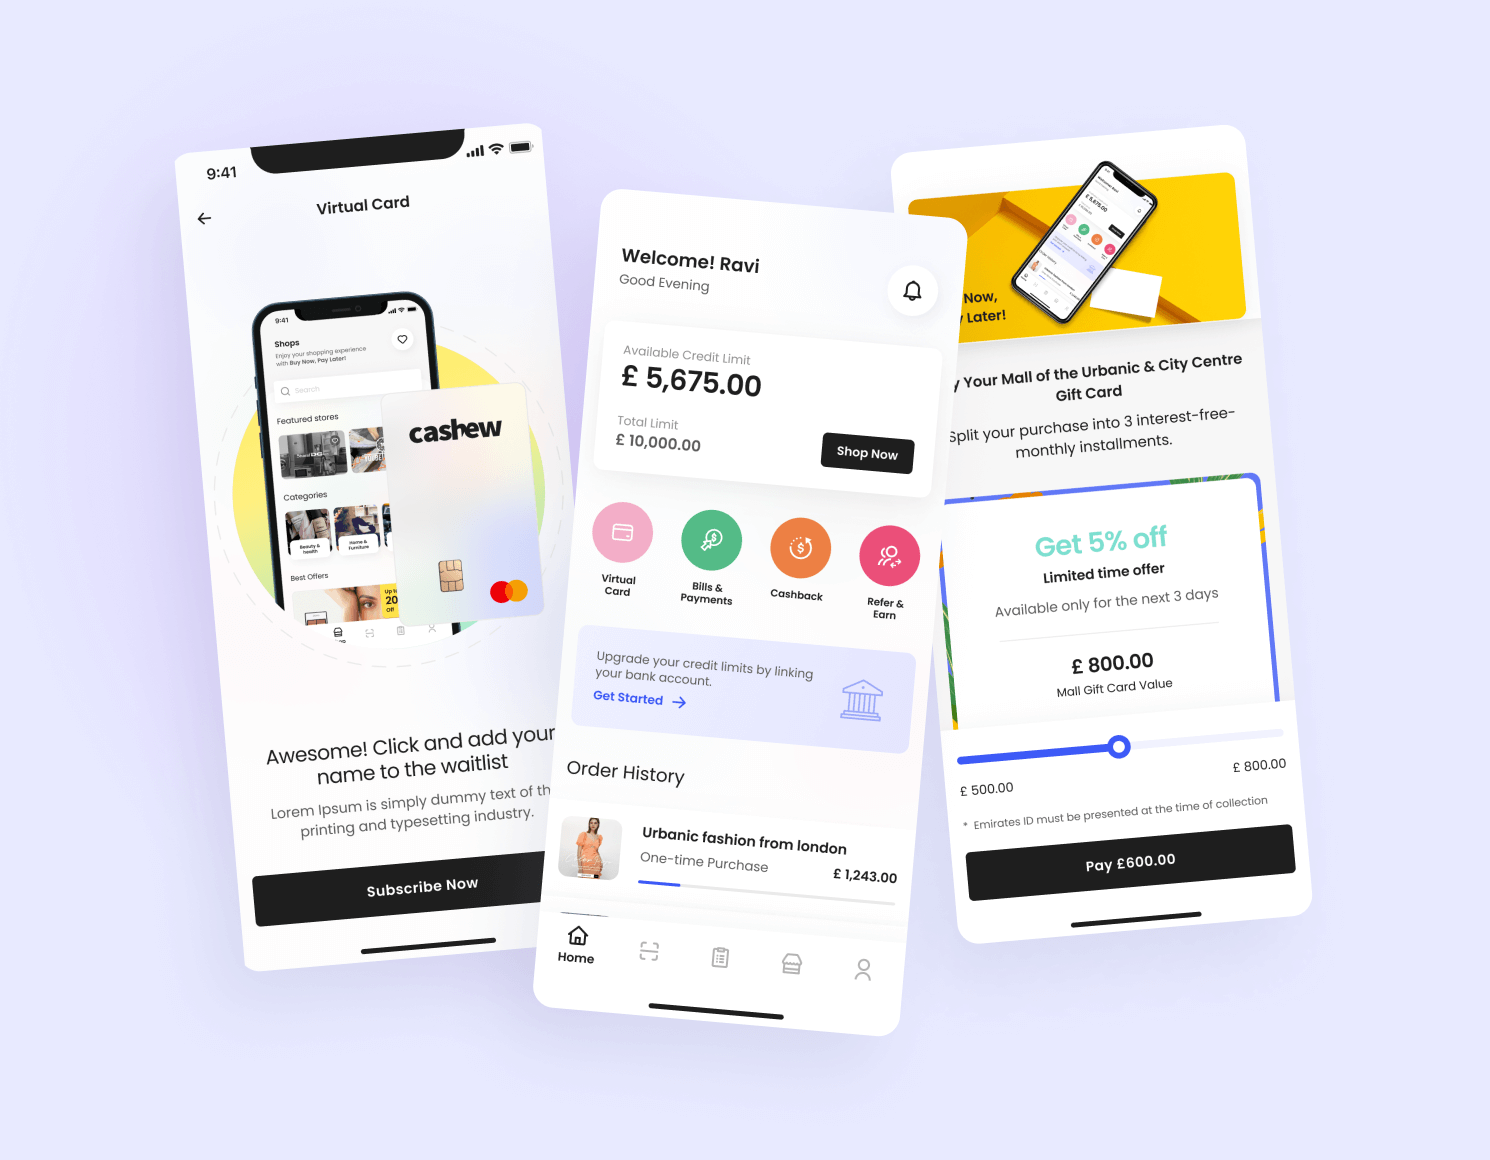 9:41
Virtual Card
9:41
Shops
Enjoy your shopping experience
with Buy Now, Pay Later!
Search
Featured stores
Categories
Beauty &
health
Home &
Furniture
Best Offers
Up to
20
Off
cashew
Awesome! Click and add your
name to the waitlist
Lorem Ipsum is simply dummy text of th
printing and typesetting industry.
Subscribe Now
Welcome! Ravi
Good Evening
Available Credit Limit
£ 5,675.00
Total Limit
£ 10,000.00
Shop Now
Virtual
Card
Bills &
Payments
Cashback
Refer &
Earn
Upgrade your credit limits by linking
your bank account.
Get Started
Order History
Urbanic fashion from london
One-time Purchase
£ 1,243.00
Home
Welcome! Ravi
£ 5,675.00
Order History
Now,
y Later!
y Your Mall of the Urbanic & City Centre
Gift Card
Split your purchase into 3 interest-free-
monthly installments.
Get 5% off
Limited time offer
Available only for the next 3 days
£ 800.00
Mall Gift Card Value
£ 500.00
£ 800.00
* Emirates ID must be presented at the time of collection
Pay £600.00